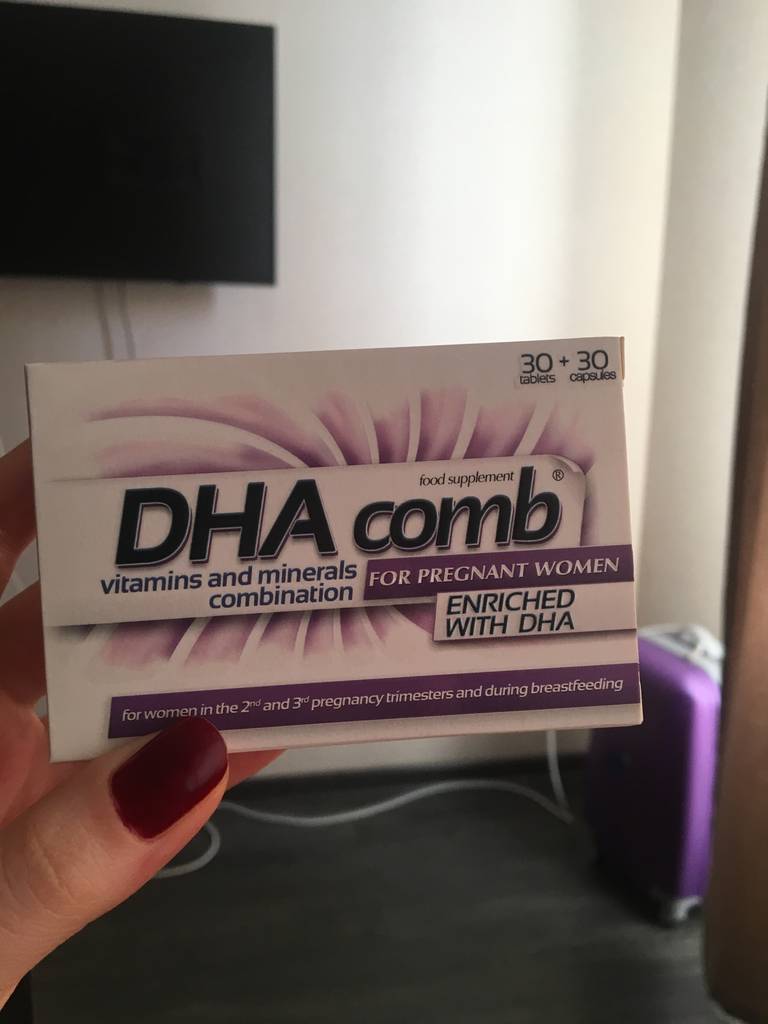 30 + 30
tablets capsules
food supplement
DHA comb®
vitamins and minerals
combination
FOR PREGNANT WOMEN
ENRICHED
WITH DHA
for women in the 2nd and 3rd pregnancy trimesters and during breastfeeding